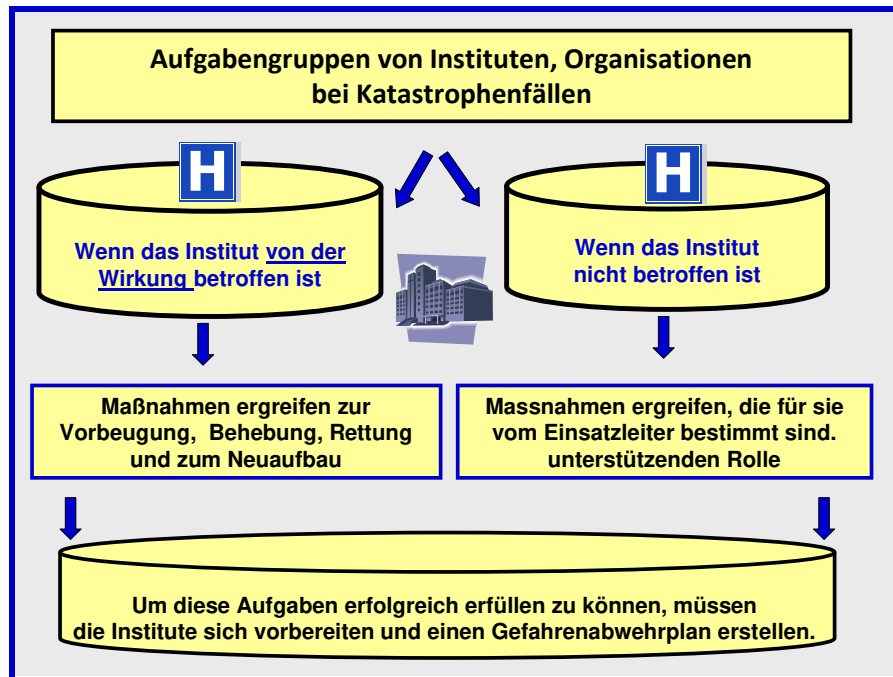 Aufgabengruppen von Instituten, Organisationen
bei Katastrophenfällen
H
H
Wenn das Institut von der
Wirkung betroffen ist
Wenn das Institut
nicht betroffen ist
Maßnahmen ergreifen zur
Vorbeugung, Behebung, Rettung
und zum Neuaufbau
Massnahmen ergreifen, die für sie
vom Einsatzleiter bestimmt sind.
unterstützenden Rolle
Um diese Aufgaben erfolgreich erfüllen zu können, müssen
die Institute sich vorbereiten und einen Gefahrenabwehrplan erstellen.